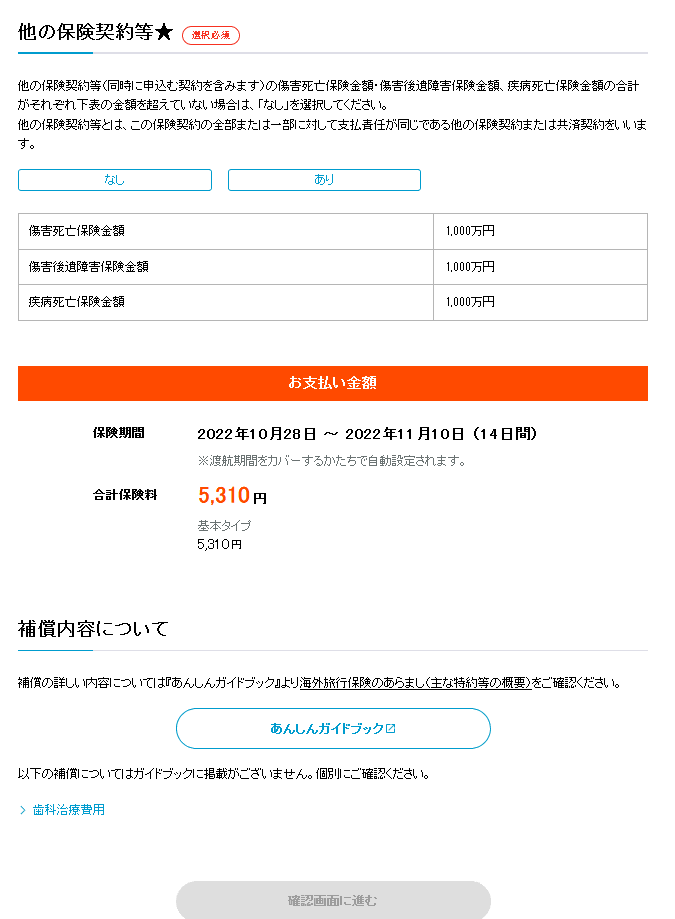 他の保険契約等★ 選択必須
他の保険契約等(同時に申込む契約を含みます)の傷害死亡保険金額・傷害後遺障害保険金額、疾病死亡保険金額の合計
がそれぞれ下表の金額を超えていない場合は、「なし」を選択してください。
他の保険契約等とは、この保険契約の全部または一部に対して支払責任が同じである他の保険契約または共済契約をいいま
す。
なし あり
傷害死亡保険金額 1,000万円
傷害後遺障害保険金額 1,000万円
疾病死亡保険金額 1,000万円
お支払い金額
保険期間 2022年10月28日 ～ 2022年11月10日 (14日間)
※渡航期間をカバーするかたちで自動設定されます。
合計保険料 5,310 円
基本タイプ
5,310円
補償内容について
補償の詳しい内容については『あんしんガイドブック』より海外旅行保険のあらまし(主な特約等の概要)をご確認ください。
あんしんガイドブック
以下の補償についてはガイドブックに掲載がございません。個別にご確認ください。
> 歯科治療費用
確認画面に進む